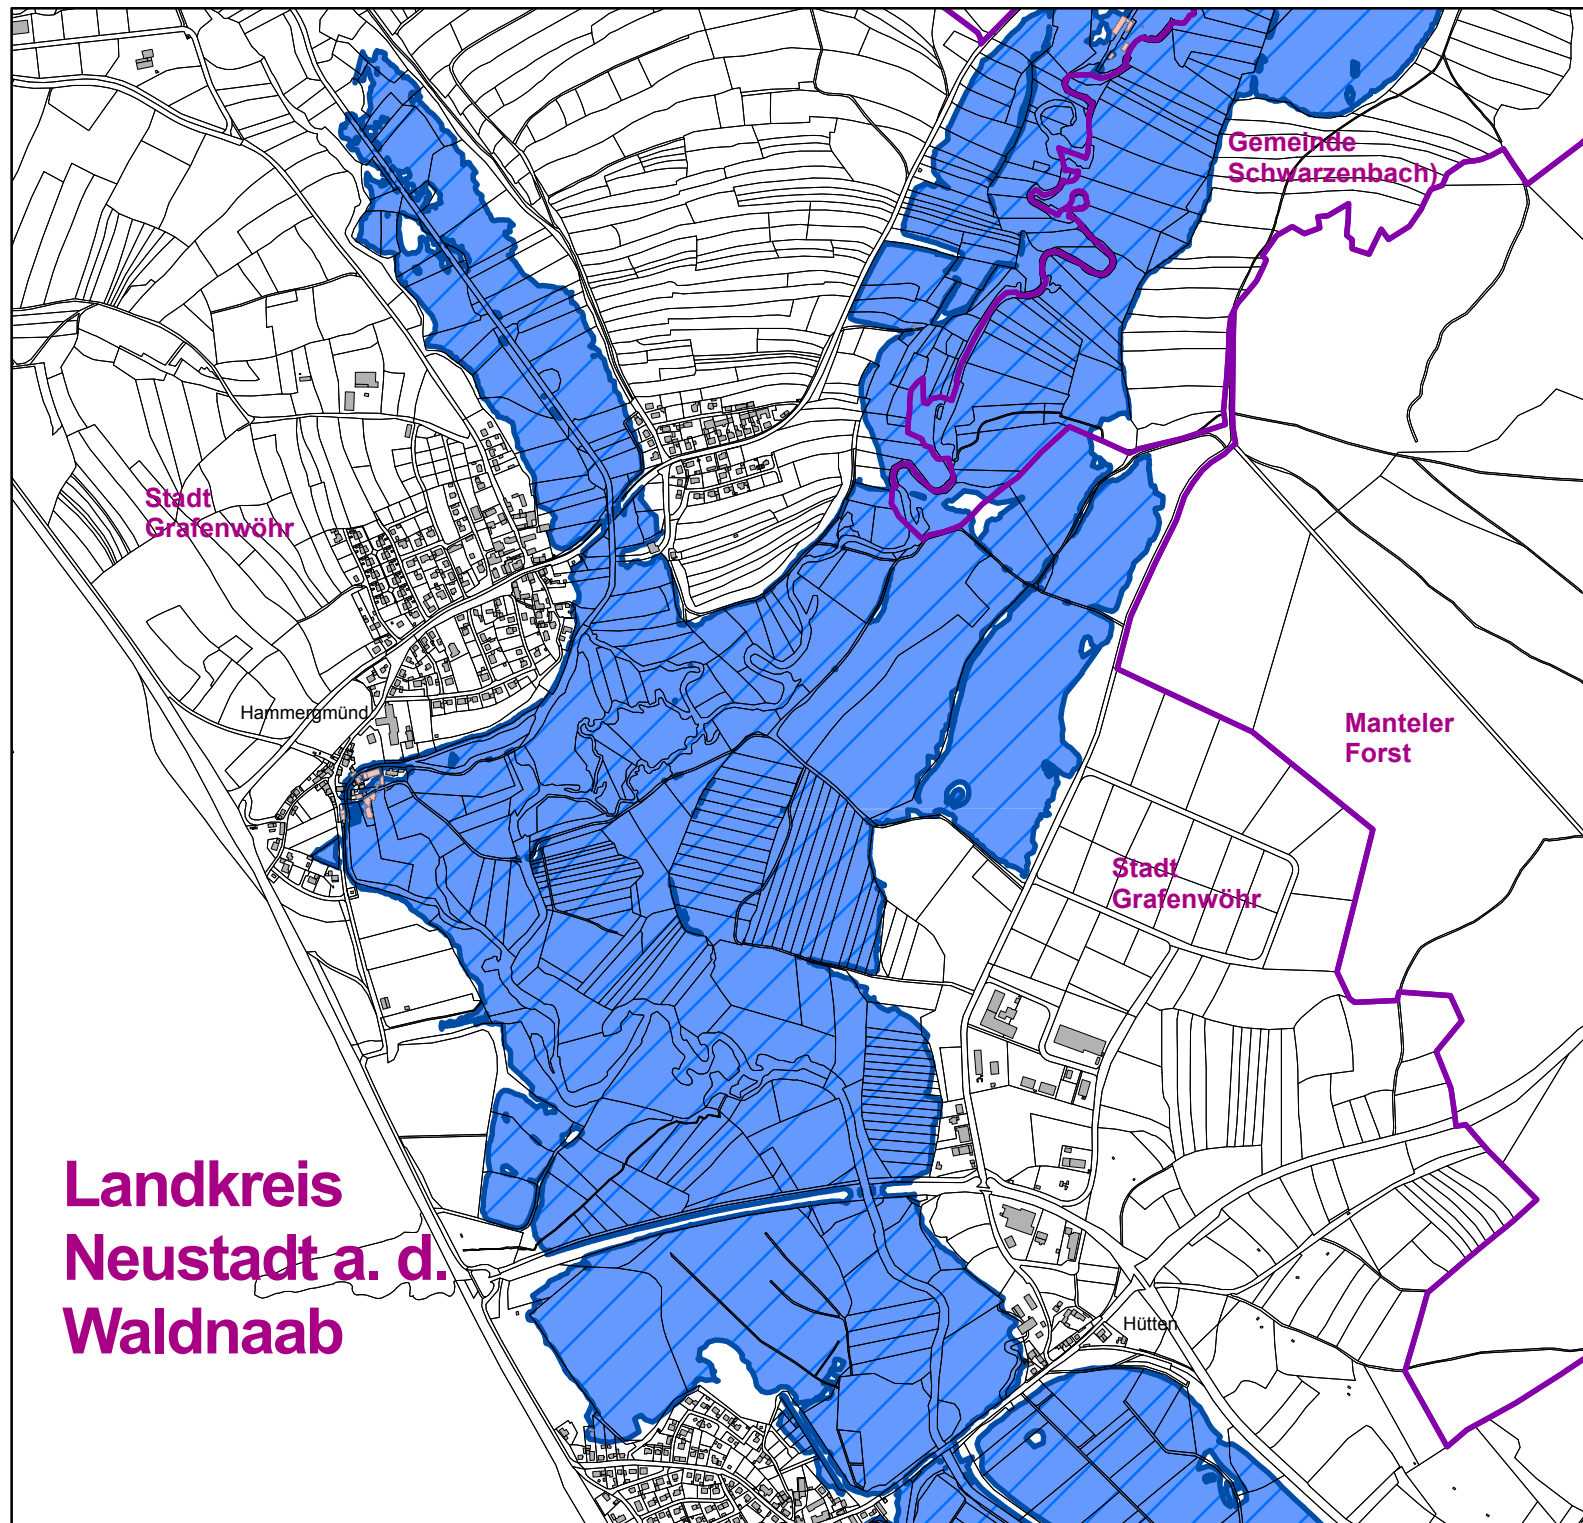 Gemeinde
Schwarzenbach)
Stadt
Grafenwöhr
Hammergmünd
Manteler
Forst
Stadt
Grafenwöhr
Landkreis
Neustadt a. d.
Waldnaab
Hütten